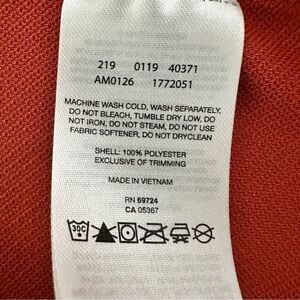 219 0119 40371
AM0126 1772051
MACHINE WASH COLD, WASH SEPARATELY,
DO NOT BLEACH, TUMBLE DRY LOW, DO
NOT IRON, DO NOT STEAM, DO NOT USE
FABRIC SOFTENER, DO NOT DRYCLEAN
SHELL: 100% POLYESTER
EXCLUSIVE OF TRIMMING
MADE IN VIETNAM
RN 69724
CA 05367
30C